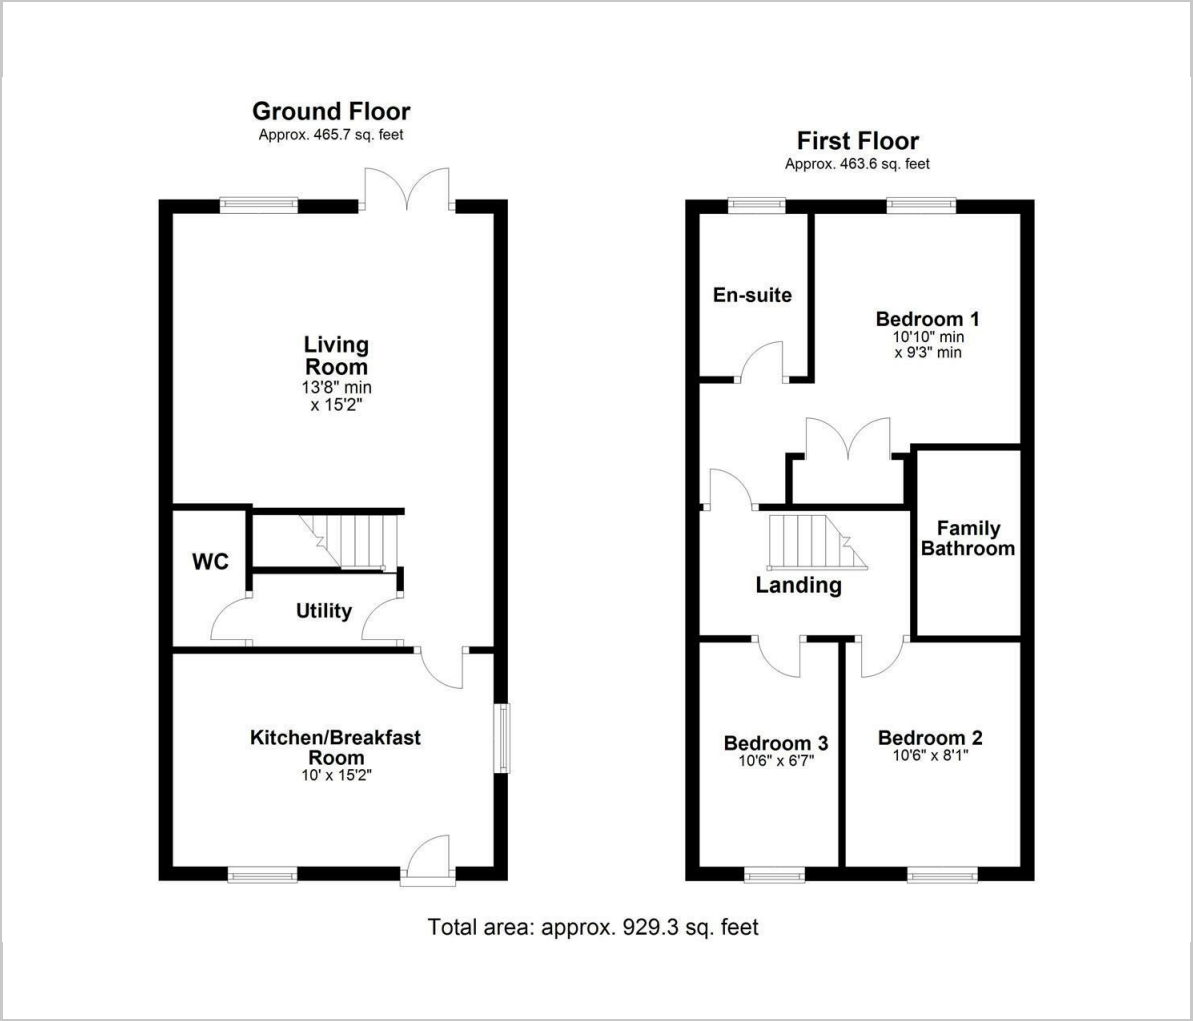 Ground Floor
Approx. 465.7 sq. feet
Living
Room
13'8" min
x 15'2"
WC
Utility
Kitchen/Breakfast
Room
10' x 15'2"
First Floor
Approx. 463.6 sq. feet
En-suite
Bedroom 1
10'10" min
x 9'3" min
Family
Bathroom
Landing
Bedroom 3
10'6" x 6'7"
Bedroom 2
10'6" x 8'1"
Total area: approx. 929.3 sq. feet